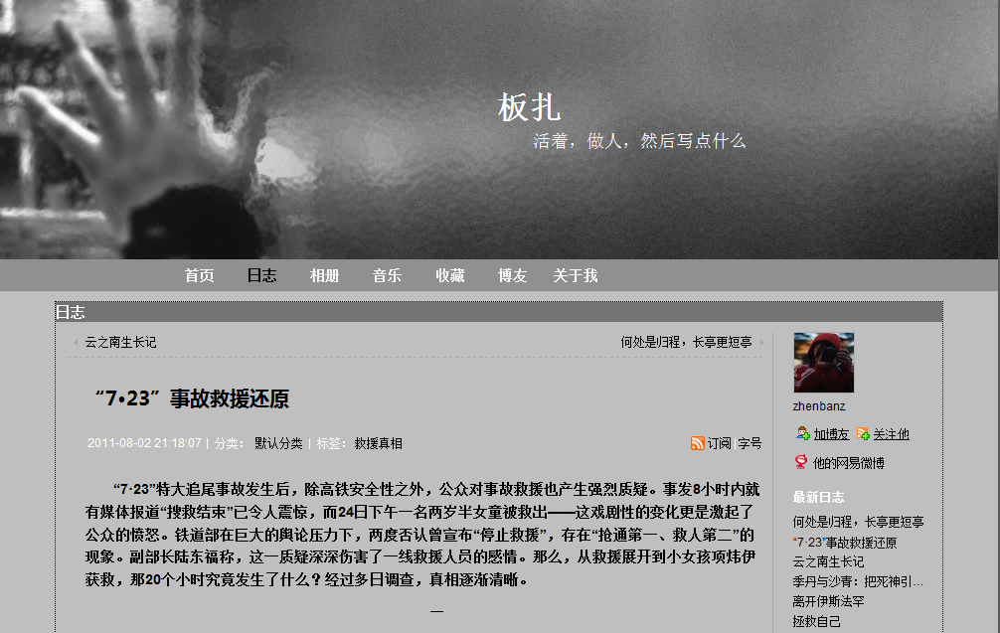 板扎
活着，做人，然后写点什么
首页 日志 相册 音乐 收藏 博友 关于我
日志
云之南生长记
何处是归程，长亭更短亭
“7•23”事故救援还原
2011-08-02 21:18:07 | 分类： 默认分类 | 标签： 救援真相
订阅 | 字号
“7·23”特大追尾事故发生后，除高铁安全性之外，公众对事故救援也产生强烈质疑。事发8小时内就
有媒体报道“搜救结束”已令人震惊，而24日下午一名两岁半女童被救出——这戏剧性的变化更是激起了
公众的愤怒。铁道部在巨大的舆论压力下，两度否认曾宣布“停止救援”，存在“抢通第一、救人第二”的
现象。副部长陆东福称，这一质疑深深伤害了一线救援人员的感情。那么，从救援展开到小女孩项炜伊
获救，那20个小时究竟发生了什么？经过多日调查，真相逐渐清晰。
一
zhenbanz
加博友 关注他
他的网易微博
最新日志
何处是归程，长亭更短亭
“7·23”事故救援还原
云之南生长记
季丹与沙青：把死神引…
离开伊斯法罕
拯救自己